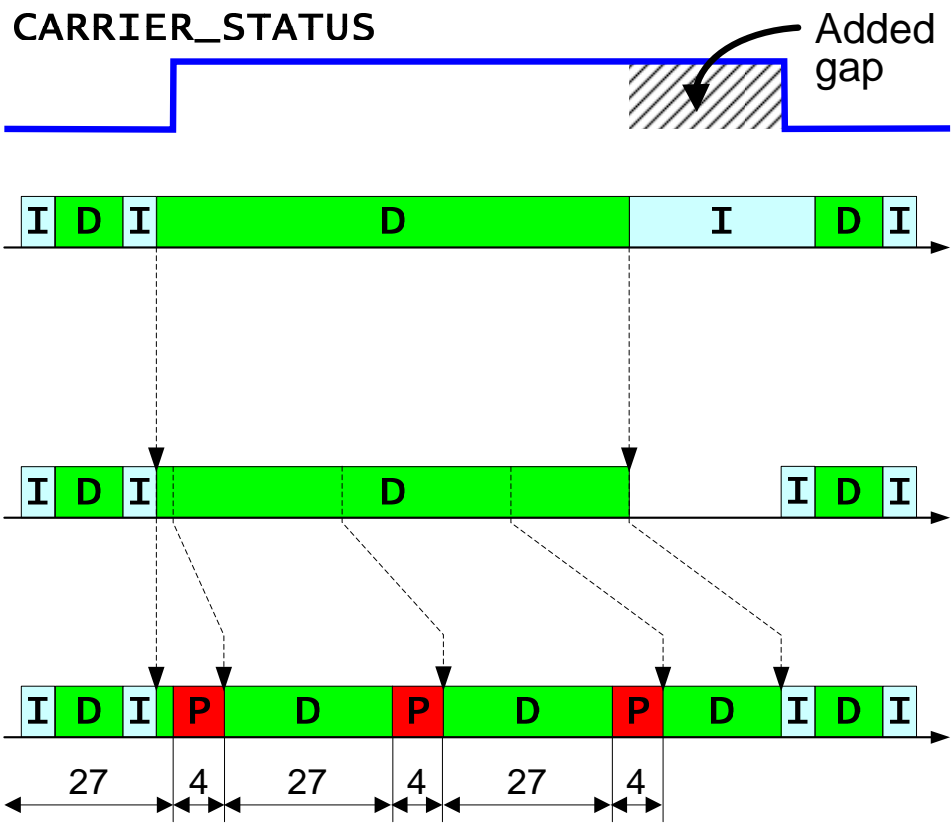 CARRIER_STATUS
Added
gap
I D I D I D I
I D I D I D I
I D I P D P D P D I D I
27 4 27 4 27 4